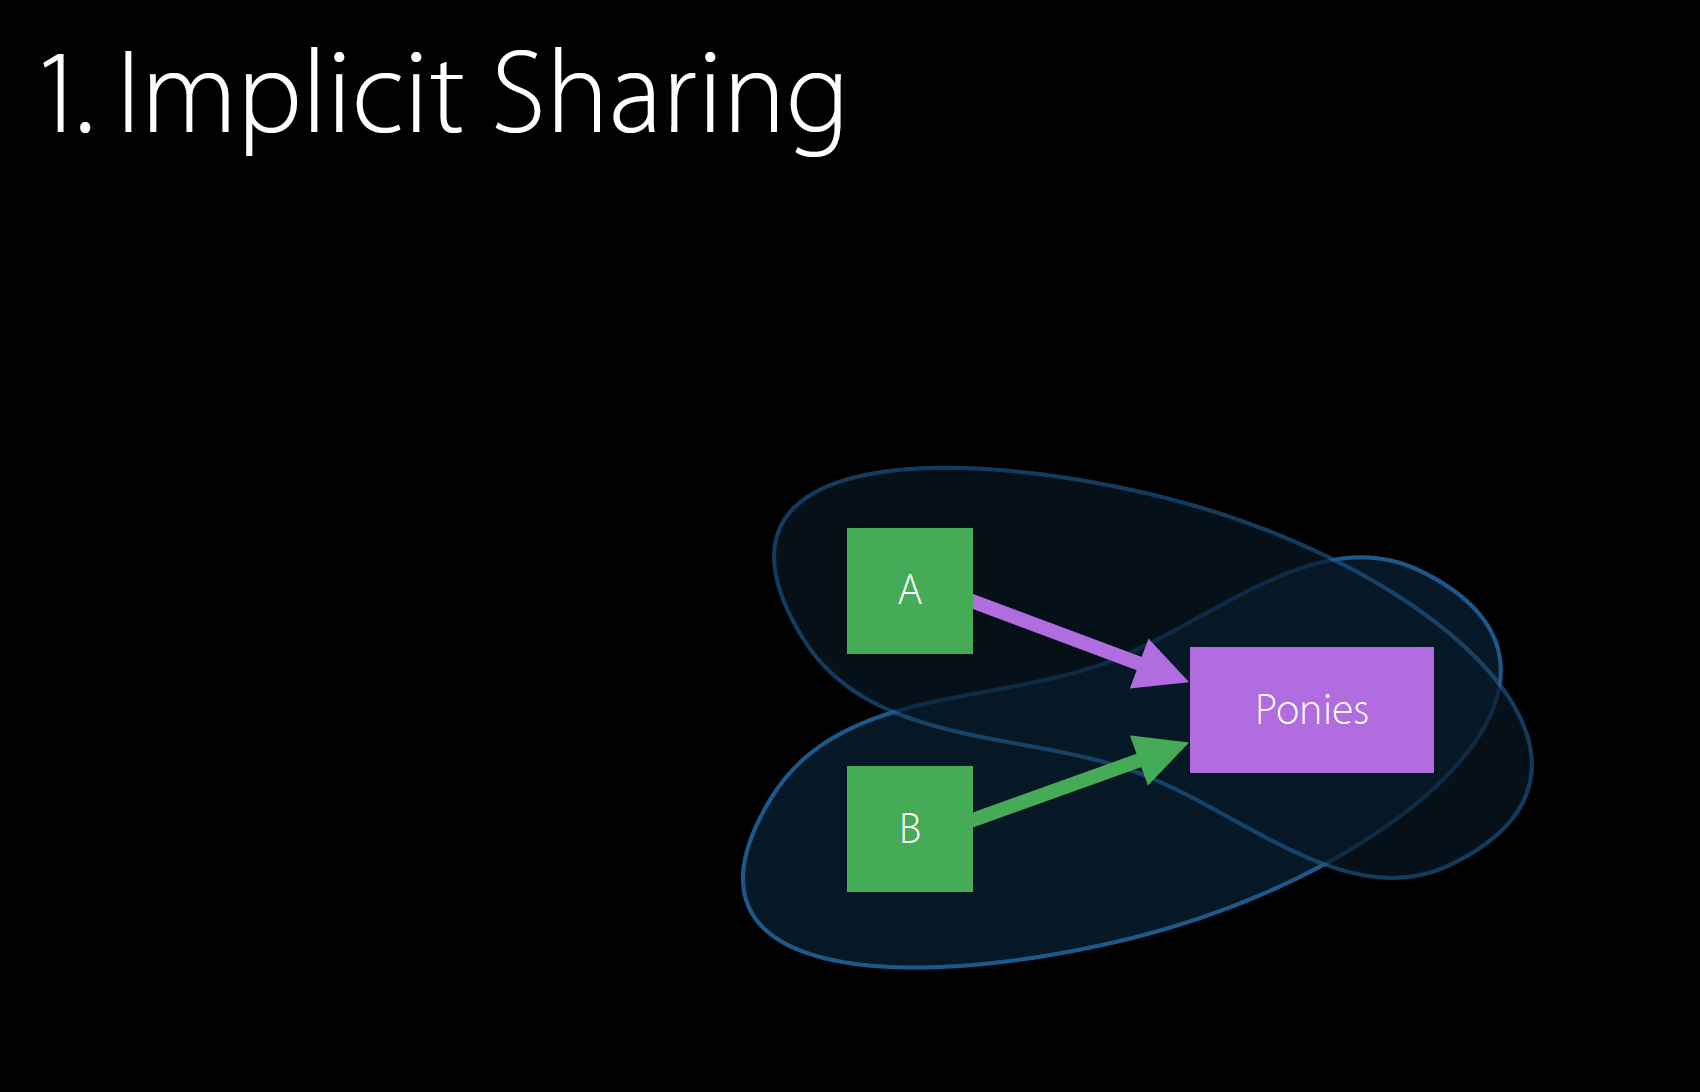 1. Implicit Sharing
A
Ponies
B